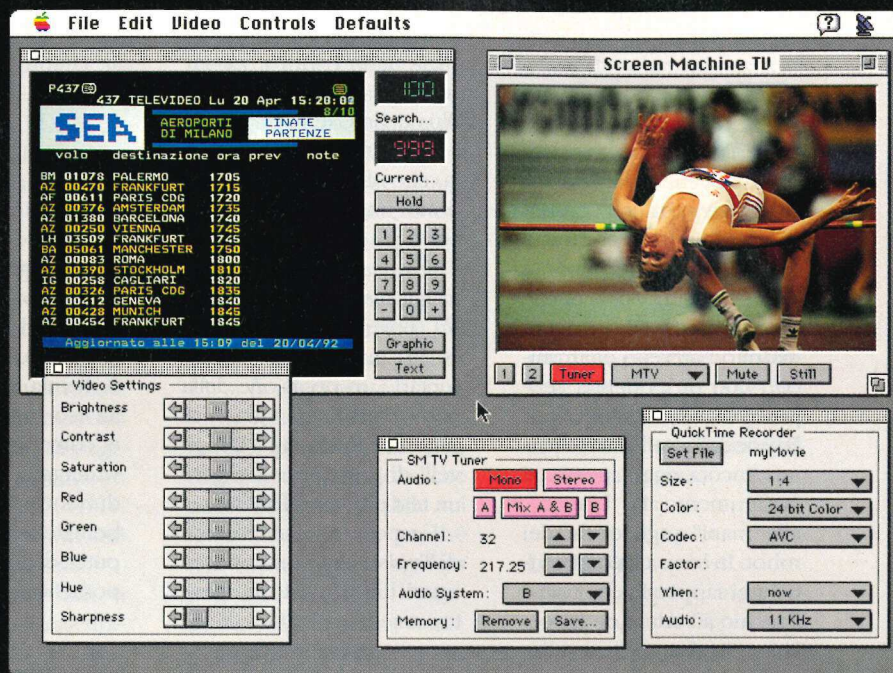 File Edit Video Controls Defaults
P437
437 TELEVIDEO Lu 20 Apr 15:20:09
8/10
SEA
AEROPORTI
DI MILANO
LINATE
PARTENZE
volo destinazione ora prev note
BM 01078 PALERMO 1705
AZ 00470 FRANKFURT 1715
AF 00611 PARIS CDG 1720
AZ 00376 AMSTERDAM 1735
AZ 01380 BARCELONA 1740
AZ 00250 VIENNA 1745
LH 03509 FRANKFURT 1745
BA 05061 MANCHESTER 1750
AZ 00083 ROMA 1800
AZ 00390 STOCKHOLM 1810
IG 00258 CAGLIARI 1820
AZ 00326 PARIS CDG 1835
AZ 00412 GENEVA 1840
AZ 00428 MUNICH 1845
AZ 00454 FRANKFURT 1845
Aggiornato alle 15:09 del 20/04/92
100
Search...
999
Current...
Hold
1 2 3
4 5 6
7 8 9
- 0 +
Graphic
Text
Screen Machine TV
1 2 Tuner MTV Mute Still
Video Settings
Brightness
Contrast
Saturation
Red
Green
Blue
Hue
Sharpness
SM TV Tuner
Audio: Mono Stereo
A Mix A & B B
Channel: 32
Frequency: 217.25
Audio System: B
Memory: Remove Save...
QuickTime Recorder
Set File myMovie
Size: 1:4
Color: 24 bit Color
Codec: AVC
Factor:
When: now
Audio: 11 KHz